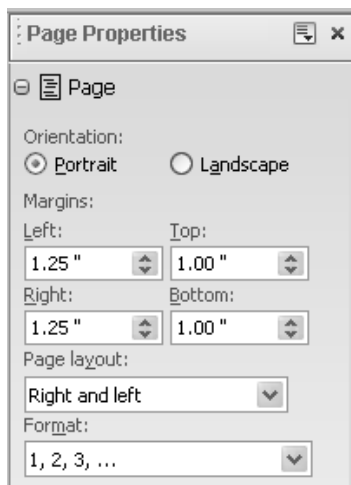 Page Properties
Page
Orientation:
Portrait Landscape
Margins:
Left: Top:
1.25 " 1.00 "
Right: Bottom:
1.25 " 1.00 "
Page layout:
Right and left
Format:
1, 2, 3, ...